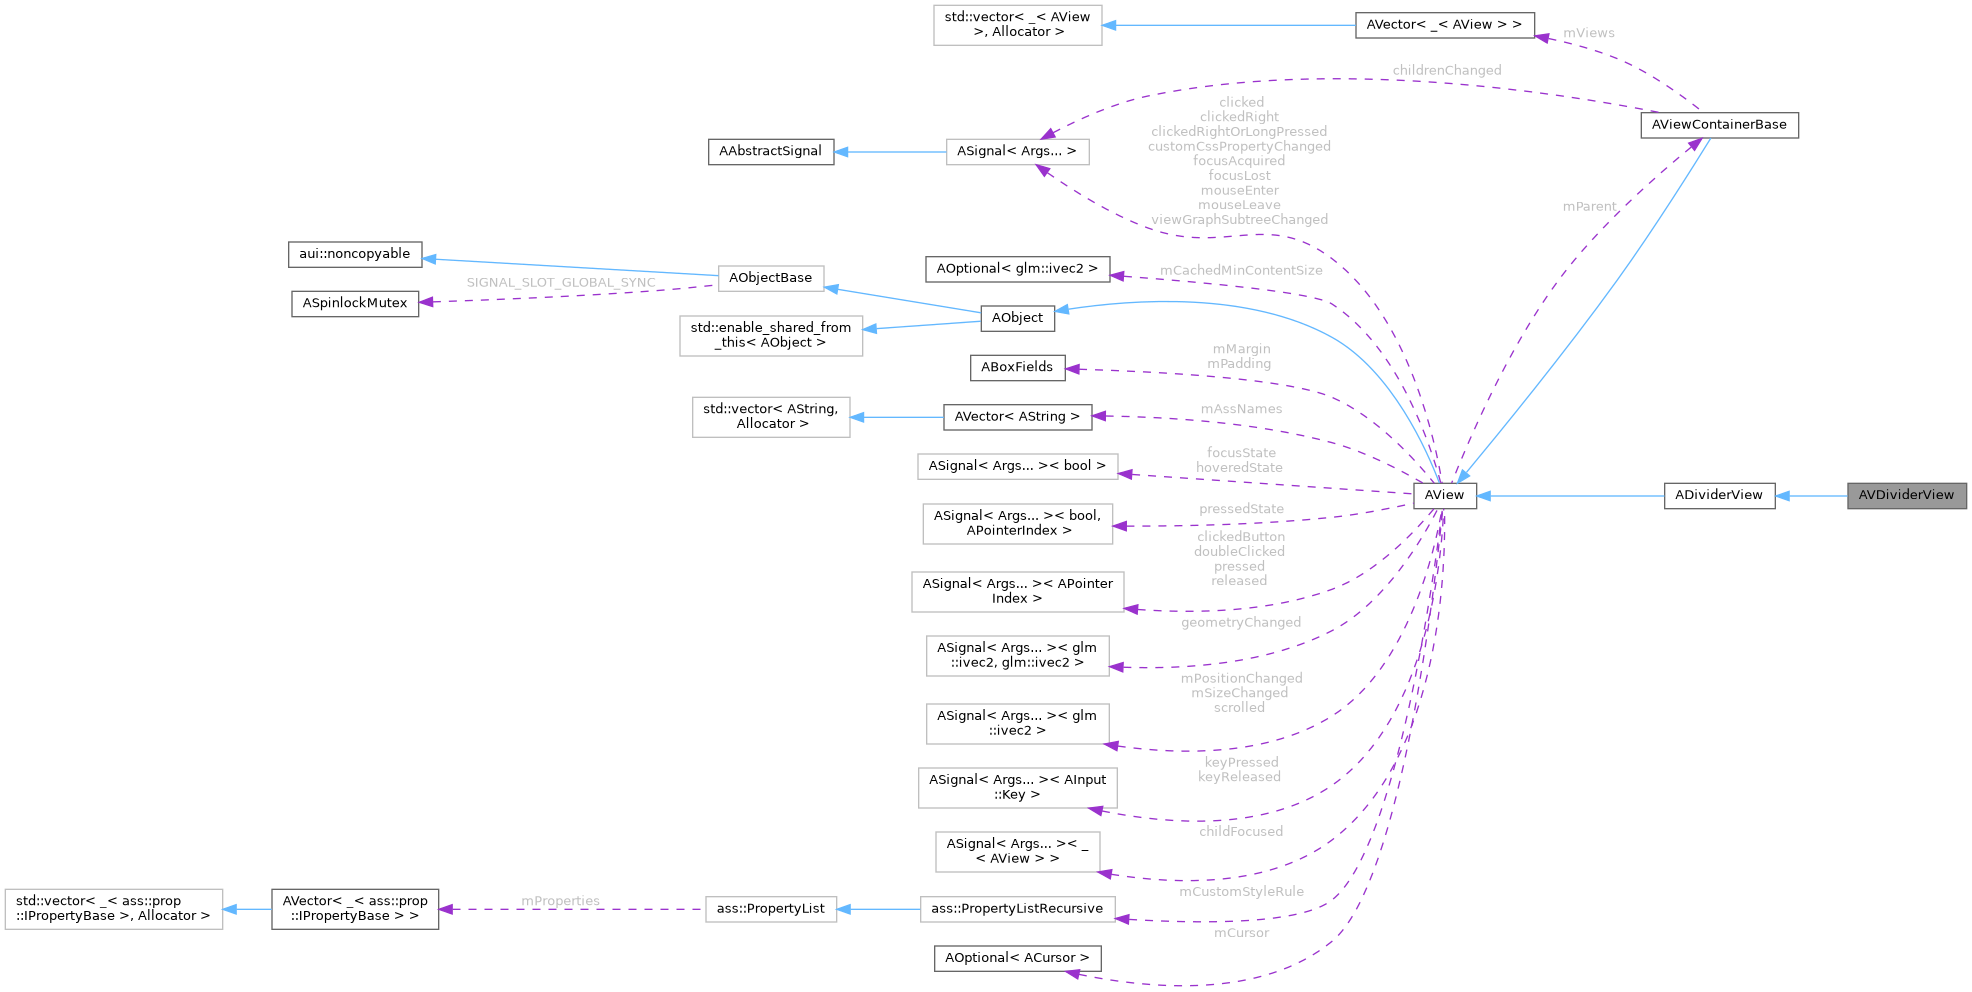 std::vector< _< AView
>, Allocator >
AVector< _< AView > >
mViews
childrenChanged
AViewContainerBase
clicked
clickedRight
clickedRightOrLongPressed
customCssPropertyChanged
focusAcquired
focusLost
mouseEnter
mouseLeave
viewGraphSubtreeChanged
AAbstractSignal
ASignal< Args... >
mParent
aui::noncopyable
AObjectBase
SIGNAL_SLOT_GLOBAL_SYNC
ASpinlockMutex
AOptional< glm::ivec2 >
mCachedMinContentSize
AObject
std::enable_shared_from
_this< AObject >
ABoxFields
mMargin
mPadding
std::vector< AString,
Allocator >
AVector< AString >
mAssNames
ASignal< Args... >< bool >
focusState
hoveredState
AView
ADividerView
AVDividerView
ASignal< Args... >< bool,
APointerIndex >
pressedState
clickedButton
doubleClicked
pressed
released
ASignal< Args... >< APointer
Index >
geometryChanged
ASignal< Args... >< glm
::ivec2, glm::ivec2 >
mPositionChanged
mSizeChanged
scrolled
ASignal< Args... >< glm
::ivec2 >
keyPressed
keyReleased
ASignal< Args... >< AInput
::Key >
childFocused
ASignal< Args... >< _
< AView > >
mCustomStyleRule
std::vector< _< ass::prop
::IPropertyBase >, Allocator >
AVector< _< ass::prop
::IPropertyBase > >
mProperties
ass::PropertyList
ass::PropertyListRecursive
mCursor
AOptional< ACursor >